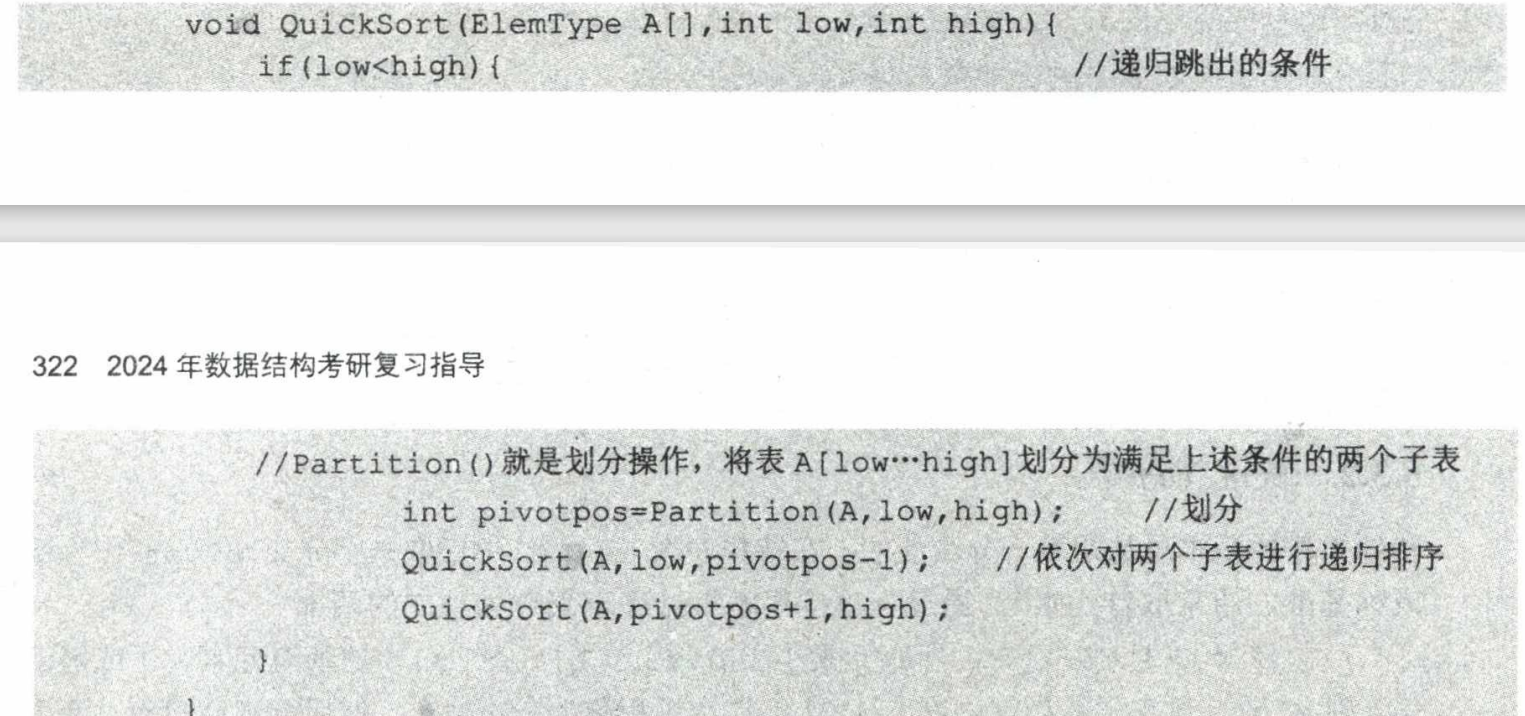 void QuickSort(ElemType A[],int low,int high){
if(low<high){ //递归跳出的条件
322 2024 年数据结构考研复习指导
//Partition()就是划分操作，将表 A[low…high]划分为满足上述条件的两个子表
int pivotpos=Partition(A,low,high); //划分
QuickSort(A,low,pivotpos-1); //依次对两个子表进行递归排序
QuickSort(A,pivotpos+1,high);
}
}